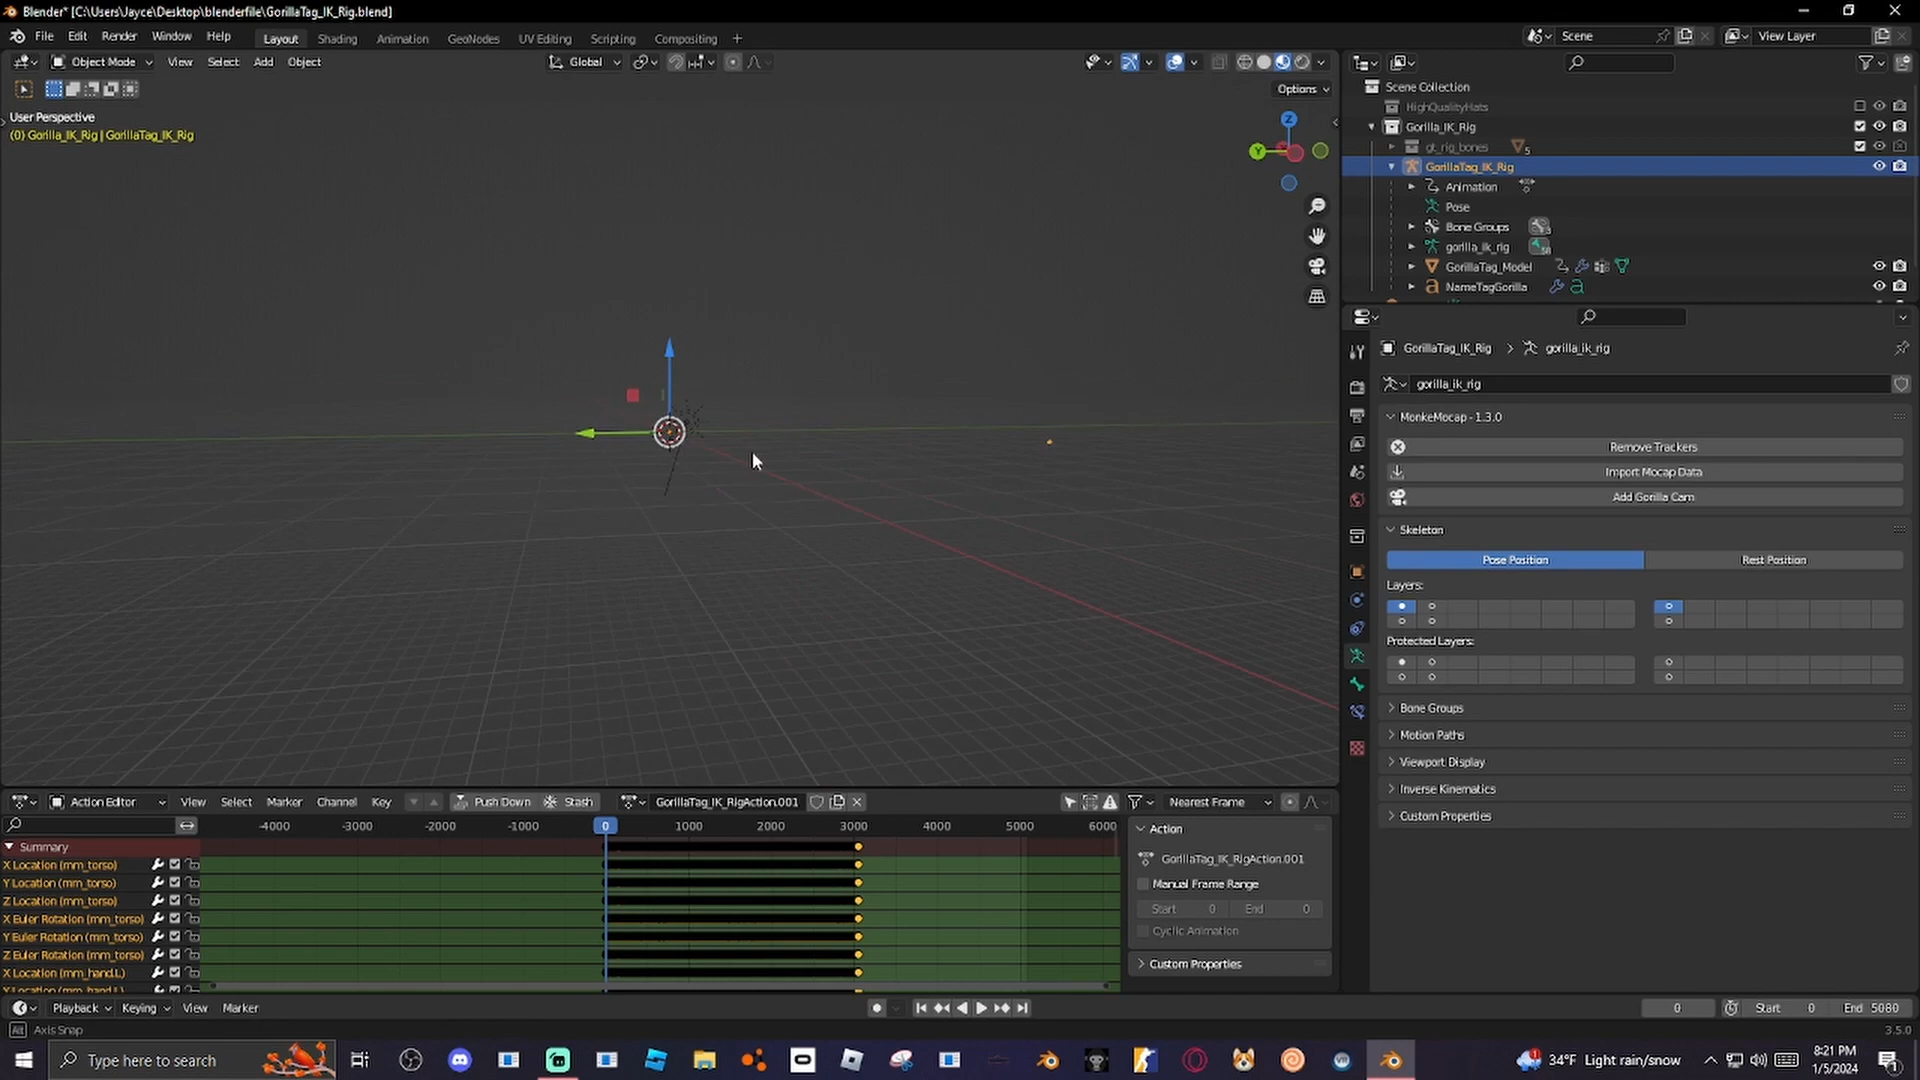 Blender* [C:\Users\Jayce\Desktop\blenderfile\GorillaTag_IK_Rig.blend]
File Edit Render Window Help Layout Shading Animation GeoNodes UV Editing Scripting Compositing + Scene View Layer
Object Mode View Select Add Object Global
Options
User Perspective
(0) Gorilla_IK_Rig | GorillaTag_IK_Rig
Z
Y
Scene Collection
HighQualityHats
Gorilla_IK_Rig
gt_rig_bones 5
GorillaTag_IK_Rig
Animation
Pose
Bone Groups 3
gorilla_ik_rig
GorillaTag_Model
NameTagGorilla
GorillaTag_IK_Rig > gorilla_ik_rig
gorilla_ik_rig
MonkeMocap - 1.3.0
Remove Trackers
Import Mocap Data
Add Gorilla Cam
Skeleton
Pose Position Rest Position
Layers:
Protected Layers:
Bone Groups
Motion Paths
Viewport Display
Inverse Kinematics
Custom Properties
Action Editor View Select Marker Channel Key Push Down Stash GorillaTag_IK_RigAction.001 Nearest Frame
-4000 -3000 -2000 -1000 0 1000 2000 3000 4000 5000 6000
Summary
X Location (mm_torso)
Y Location (mm_torso)
Z Location (mm_torso)
X Euler Rotation (mm_torso)
Y Euler Rotation (mm_torso)
Z Euler Rotation (mm_torso)
X Location (mm_hand.L)
Y Location (mm_hand.L)
Action
GorillaTag_IK_RigAction.001
Manual Frame Range
Start 0 End 0
Cyclic Animation
Custom Properties
Playback Keying View Marker 0 Start 0 End 5080
Alt Axis Snap 3.5.0
Type here to search 34°F Light rain/snow 8:21 PM
1/5/2024